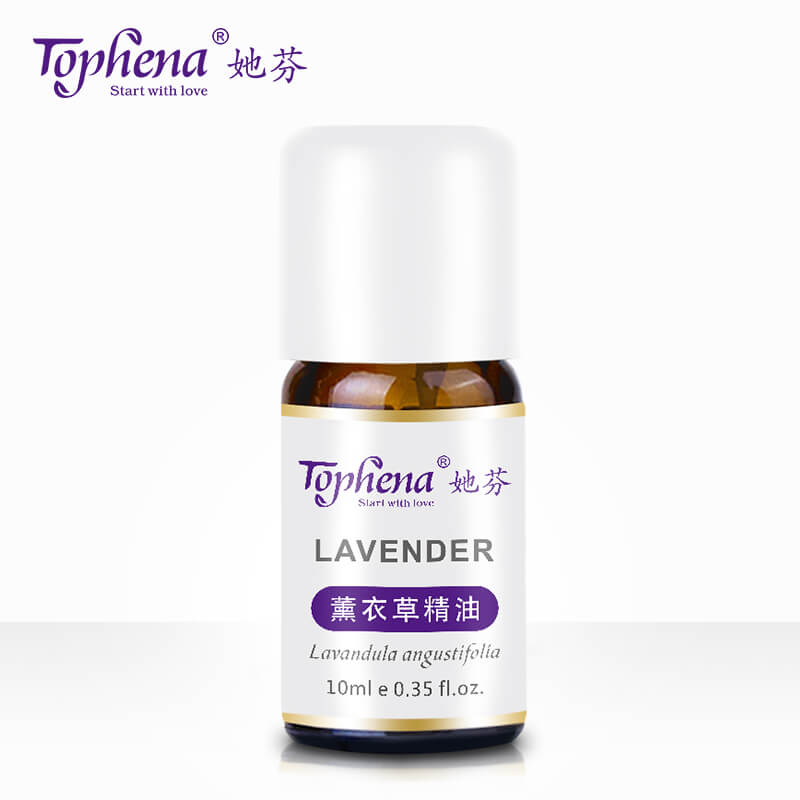 Tophena® 她芬
Start with love
Tophena® 她芬
Start with love
LAVENDER
薰衣草精油
Lavandula angustifolia
10ml e 0.35 fl.oz.